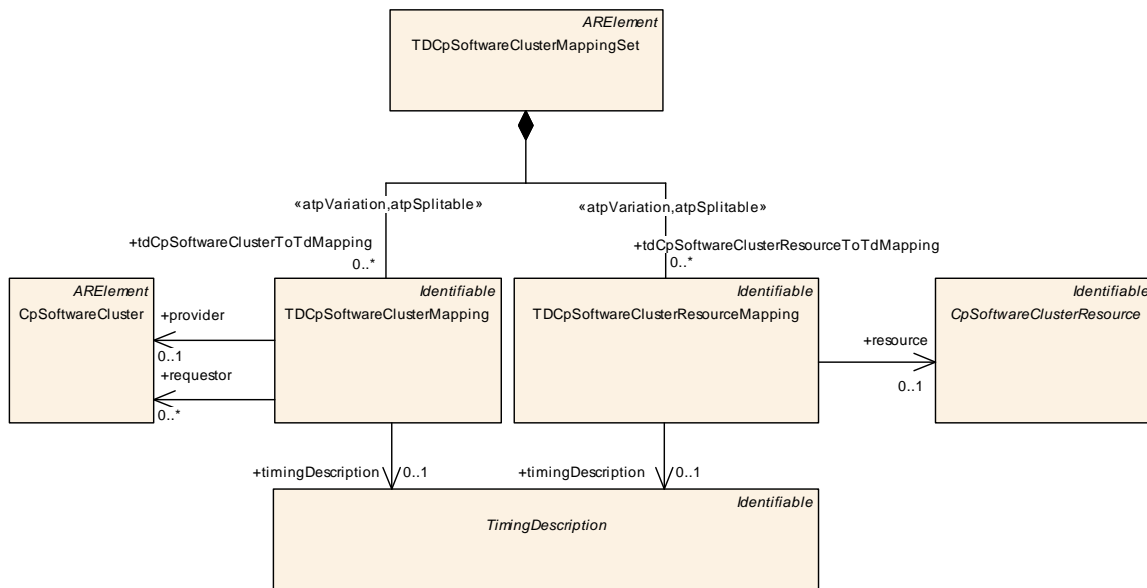 ARElement
TDCpSoftwareClusterMappingSet
«atpVariation,atpSplitable»
«atpVariation,atpSplitable»
+tdCpSoftwareClusterToTdMapping
0..*
+tdCpSoftwareClusterResourceToTdMapping
0..*
ARElement
CpSoftwareCluster
+provider
0..1
+requestor
0..*
Identifiable
TDCpSoftwareClusterMapping
Identifiable
TDCpSoftwareClusterResourceMapping
+resource
0..1
Identifiable
CpSoftwareClusterResource
+timingDescription
0..1
+timingDescription
0..1
Identifiable
TimingDescription